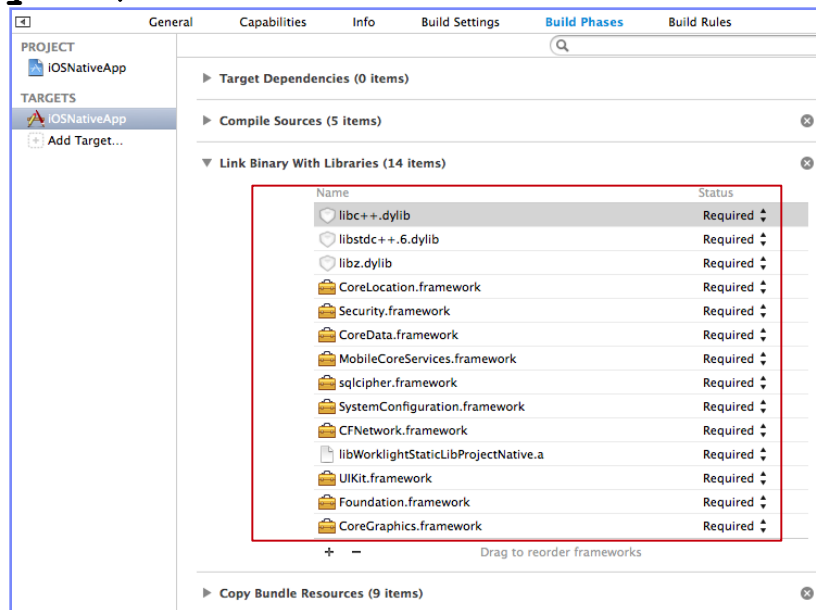 General Capabilities Info Build Settings Build Phases Build Rules
PROJECT
iOSNativeApp
TARGETS
iOSNativeApp
Add Target...
Target Dependencies (0 items)
Compile Sources (5 items)
Link Binary With Libraries (14 items)
Name Status
libc++.dylib Required
libstdc++.6.dylib Required
libz.dylib Required
CoreLocation.framework Required
Security.framework Required
CoreData.framework Required
MobileCoreServices.framework Required
sqlcipher.framework Required
SystemConfiguration.framework Required
CFNetwork.framework Required
libWorklightStaticLibProjectNative.a Required
UIKit.framework Required
Foundation.framework Required
CoreGraphics.framework Required
+ − Drag to reorder frameworks
Copy Bundle Resources (9 items)